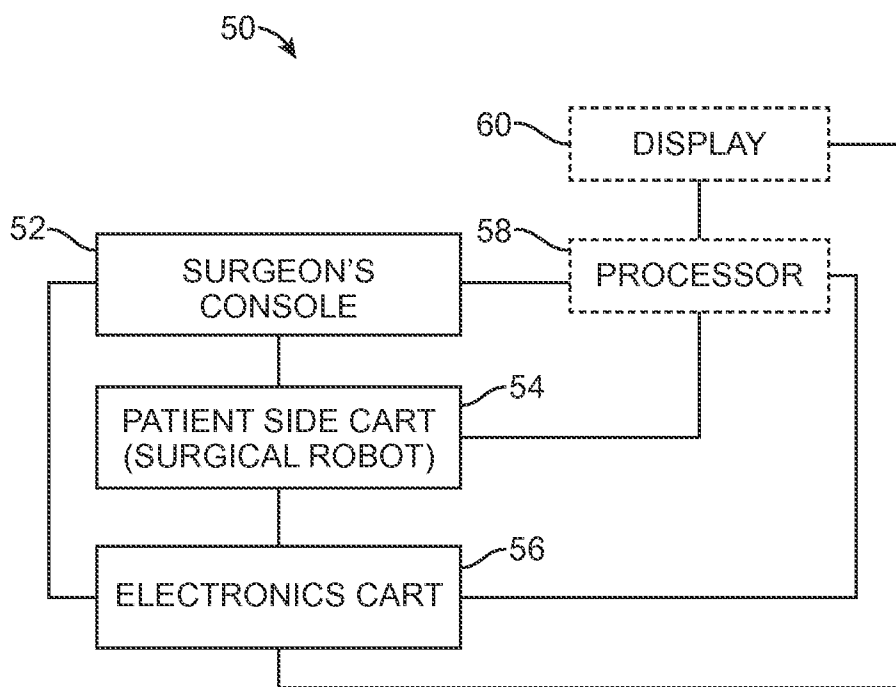 50
60
DISPLAY
52
58
SURGEON'S
CONSOLE
PROCESSOR
54
PATIENT SIDE CART
(SURGICAL ROBOT)
56
ELECTRONICS CART